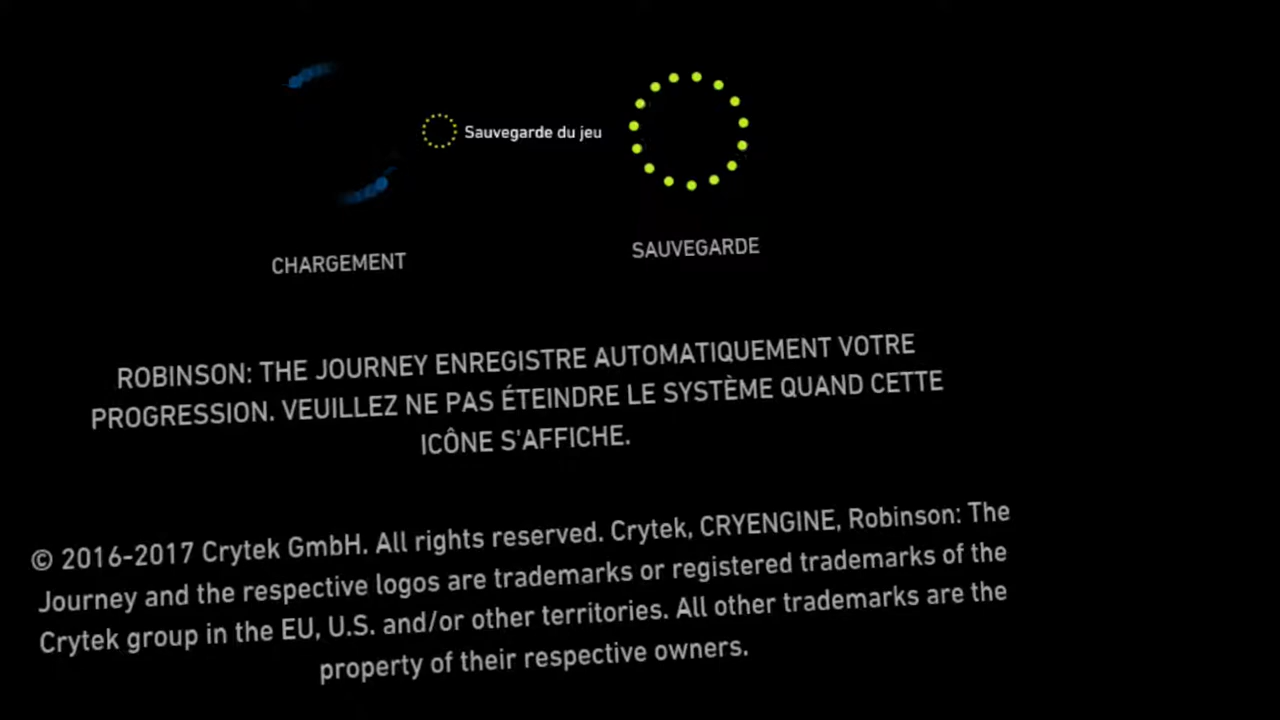 Sauvegarde du jeu
CHARGEMENT
SAUVEGARDE
ROBINSON: THE JOURNEY ENREGISTRE AUTOMATIQUEMENT VOTRE
PROGRESSION. VEUILLEZ NE PAS ÉTEINDRE LE SYSTÈME QUAND CETTE
ICÔNE S'AFFICHE.
© 2016-2017 Crytek GmbH. All rights reserved. Crytek, CRYENGINE, Robinson: The
Journey and the respective logos are trademarks or registered trademarks of the
Crytek group in the EU, U.S. and/or other territories. All other trademarks are the
property of their respective owners.